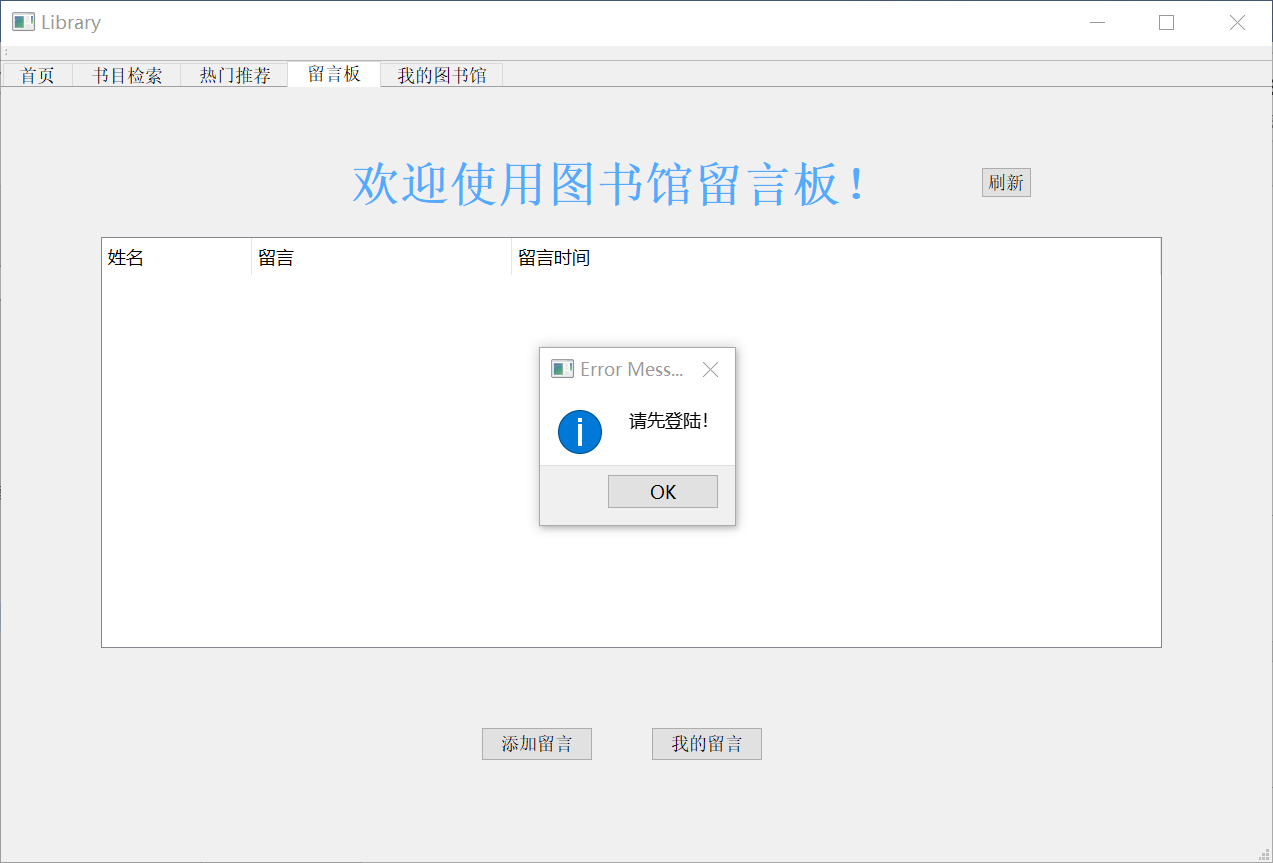 Library
首页 书目检索 热门推荐 留言板 我的图书馆
欢迎使用图书馆留言板！
刷新
姓名 留言 留言时间
Error Mess...
请先登陆！
OK
添加留言 我的留言